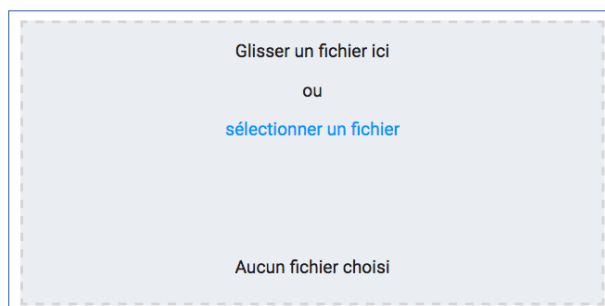 Glisser un fichier ici
ou
sélectionner un fichier
Aucun fichier choisi